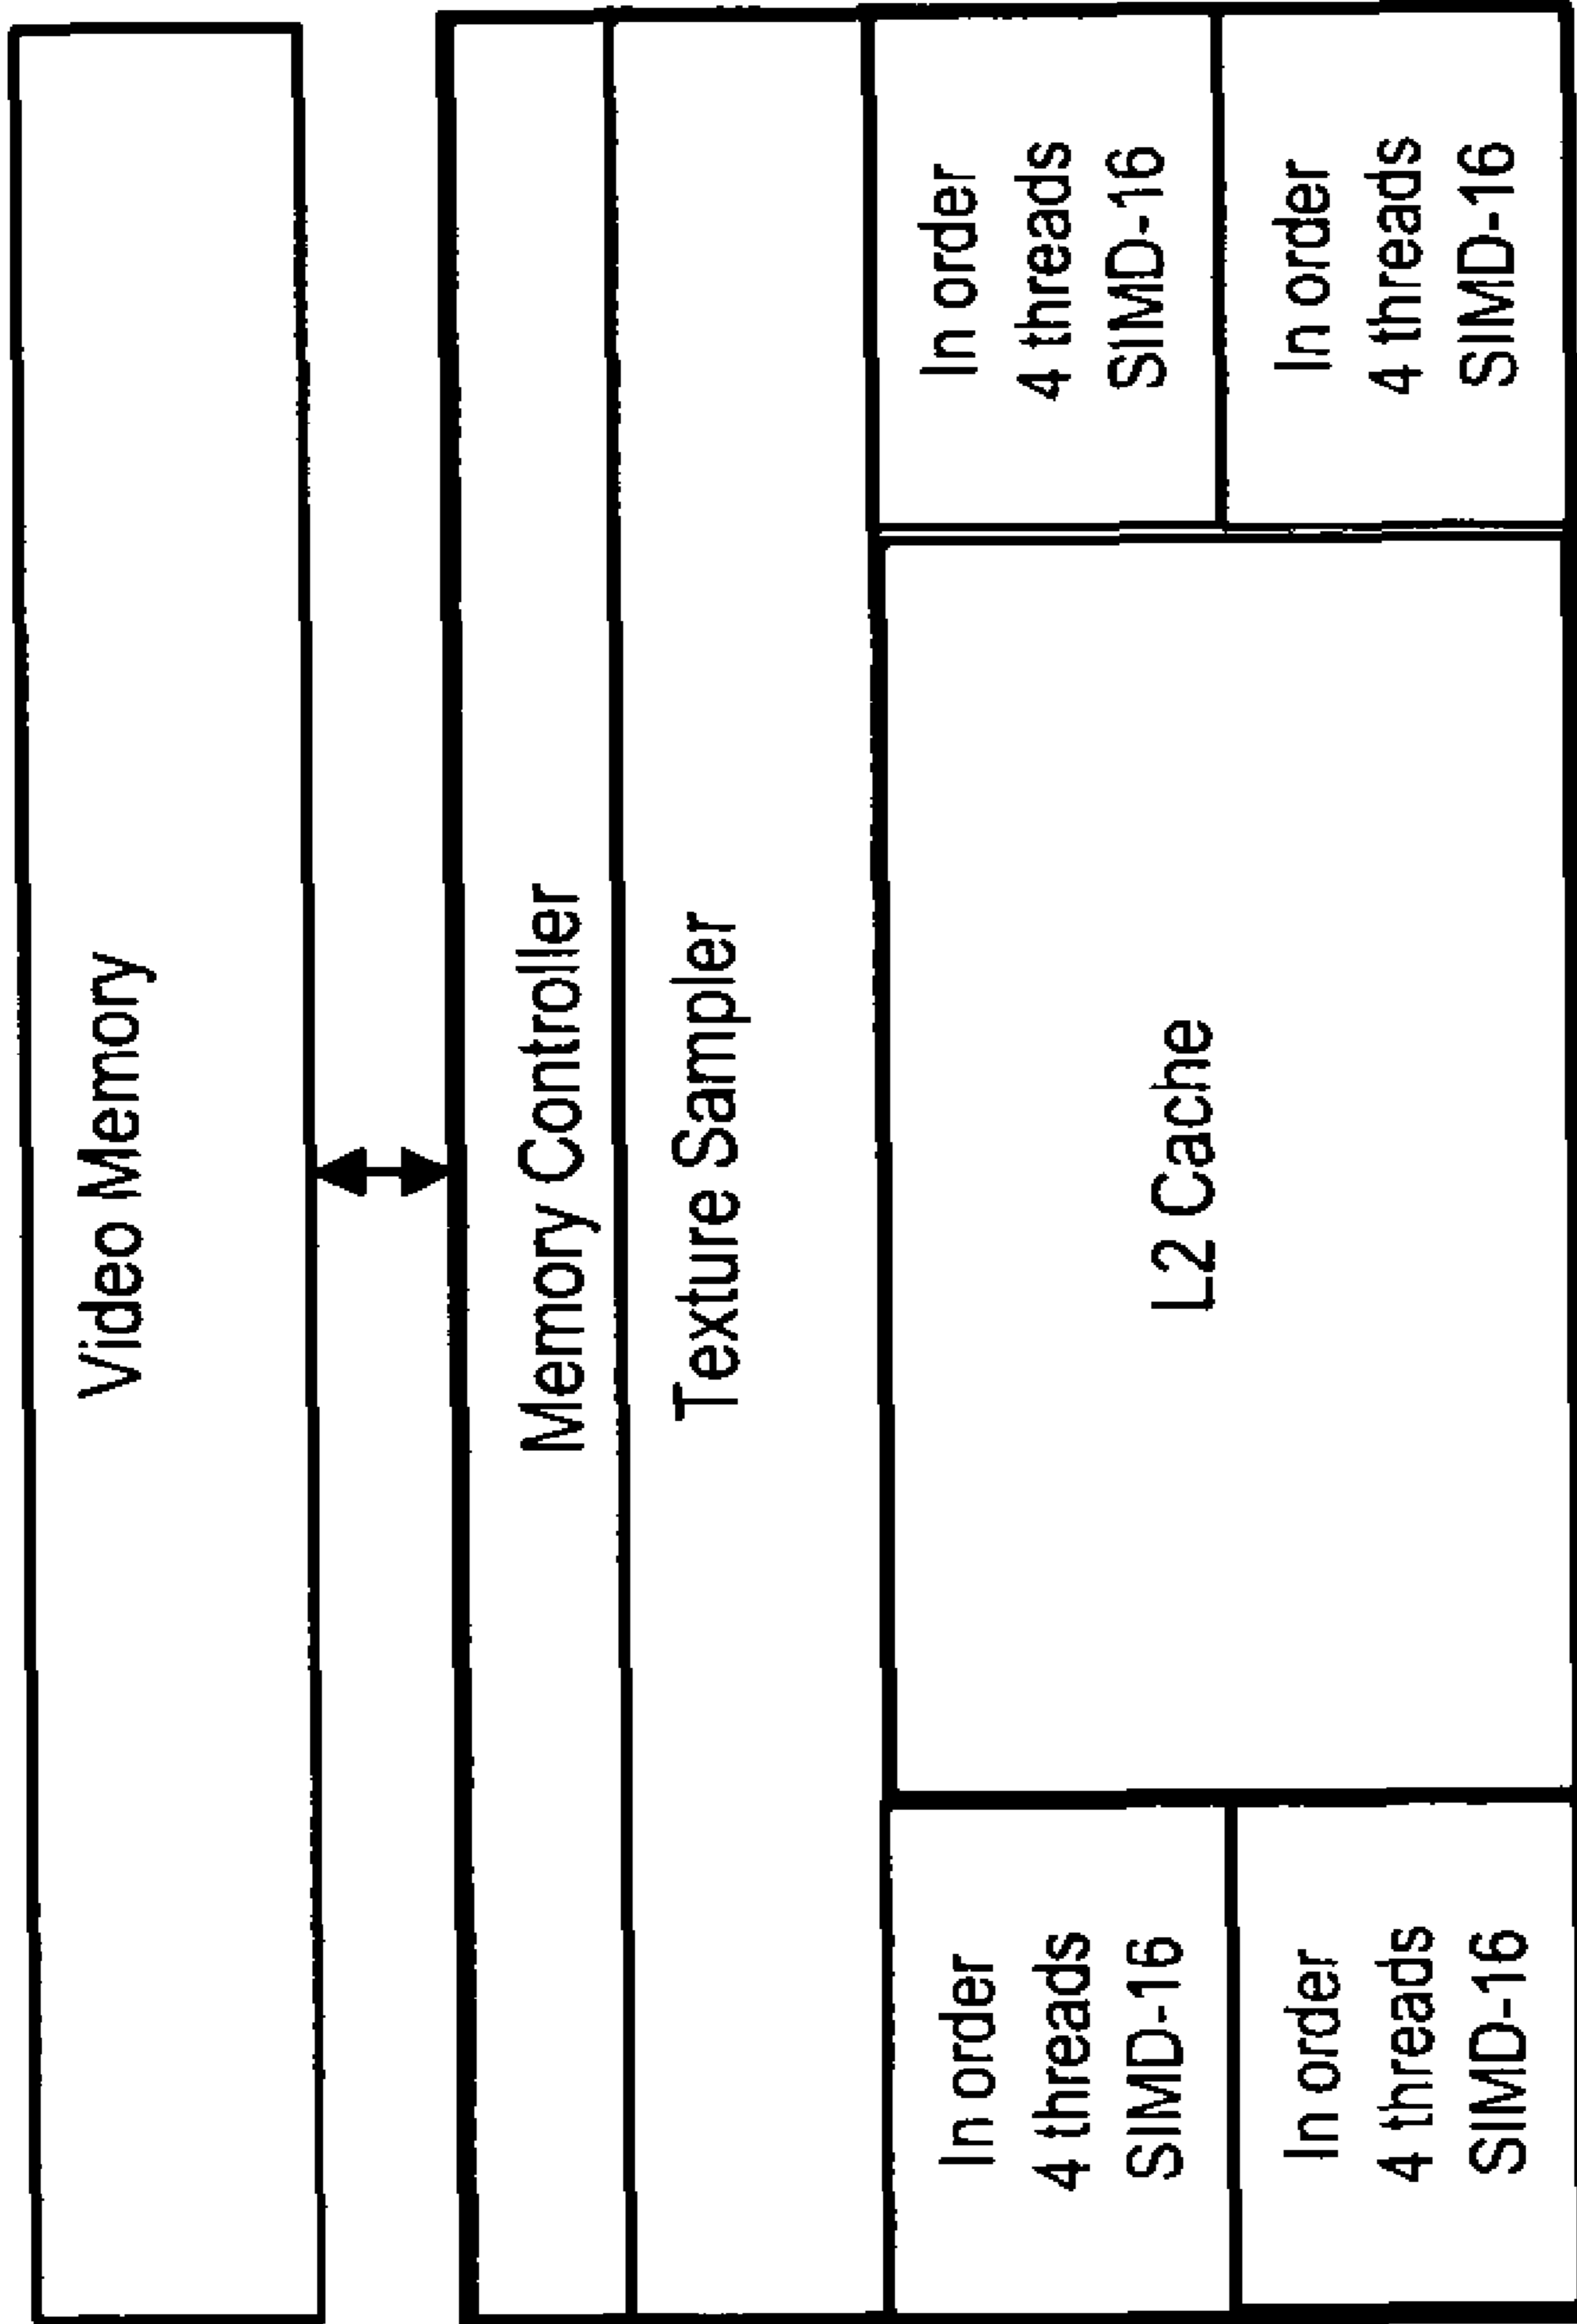 Video Memory
Memory Controller
Texture Sampler
In order
4 threads
SIMD-16
L2 Cache
In order
4 threads
SIMD-16
In order
4 threads
SIMD-16
In order
4 threads
SIMD-16